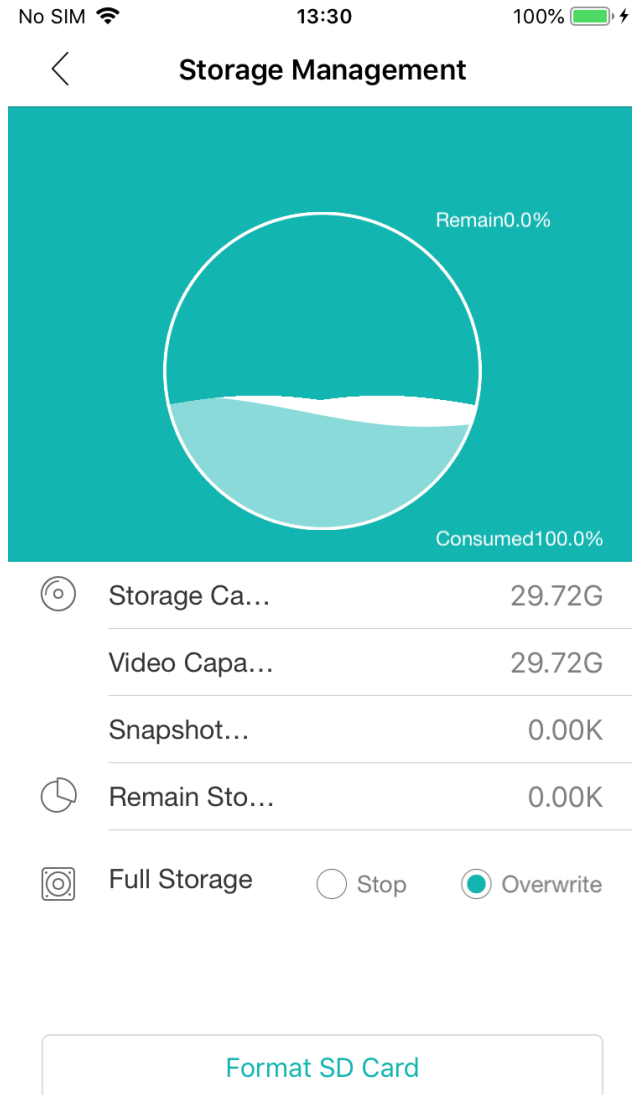 No SIM 13:30 100%
Storage Management
Remain0.0%
Consumed100.0%
Storage Ca... 29.72G
Video Capa... 29.72G
Snapshot... 0.00K
Remain Sto... 0.00K
Full Storage Stop Overwrite
Format SD Card